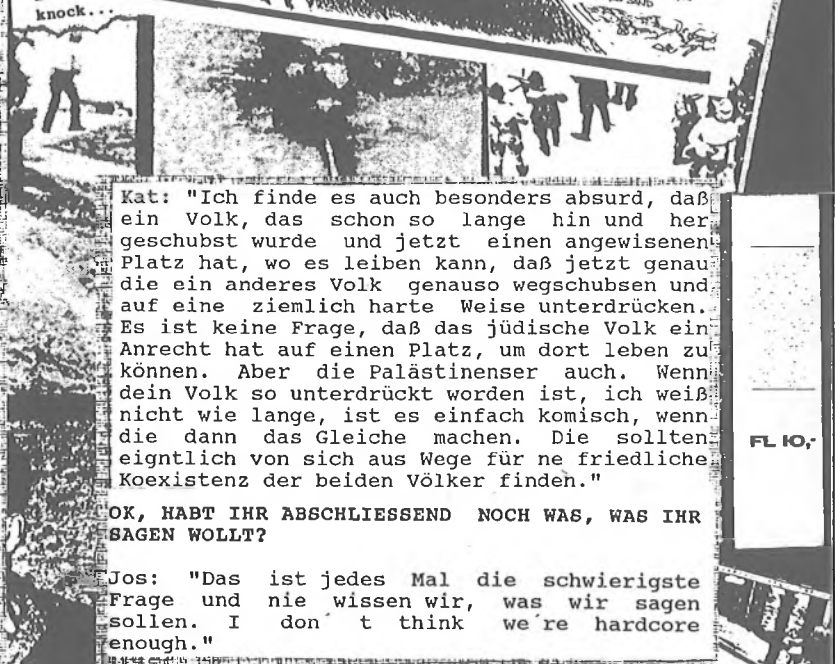 knock...
Kat: "Ich finde es auch besonders absurd, daß
ein Volk, das schon so lange hin und her
geschubst wurde und jetzt einen angewisenen
Platz hat, wo es leiben kann, daß jetzt genau
die ein anderes Volk genauso wegschubsen und
auf eine ziemlich harte Weise unterdrücken.
Es ist keine Frage, daß das jüdische Volk ein
Anrecht hat auf einen Platz, um dort leben zu
können. Aber die Palästinenser auch. Wenn
dein Volk so unterdrückt worden ist, ich weiß
nicht wie lange, ist es einfach komisch, wenn
die dann das Gleiche machen. Die sollten
eigntlich von sich aus Wege für ne friedliche
Koexistenz der beiden Völker finden."
OK, HABT IHR ABSCHLIESSEND NOCH WAS, WAS IHR
SAGEN WOLLT?
Jos: "Das ist jedes Mal die schwierigste
Frage und nie wissen wir, was wir sagen
sollen. I don´t think we´re hardcore
enough."
FL 10,-